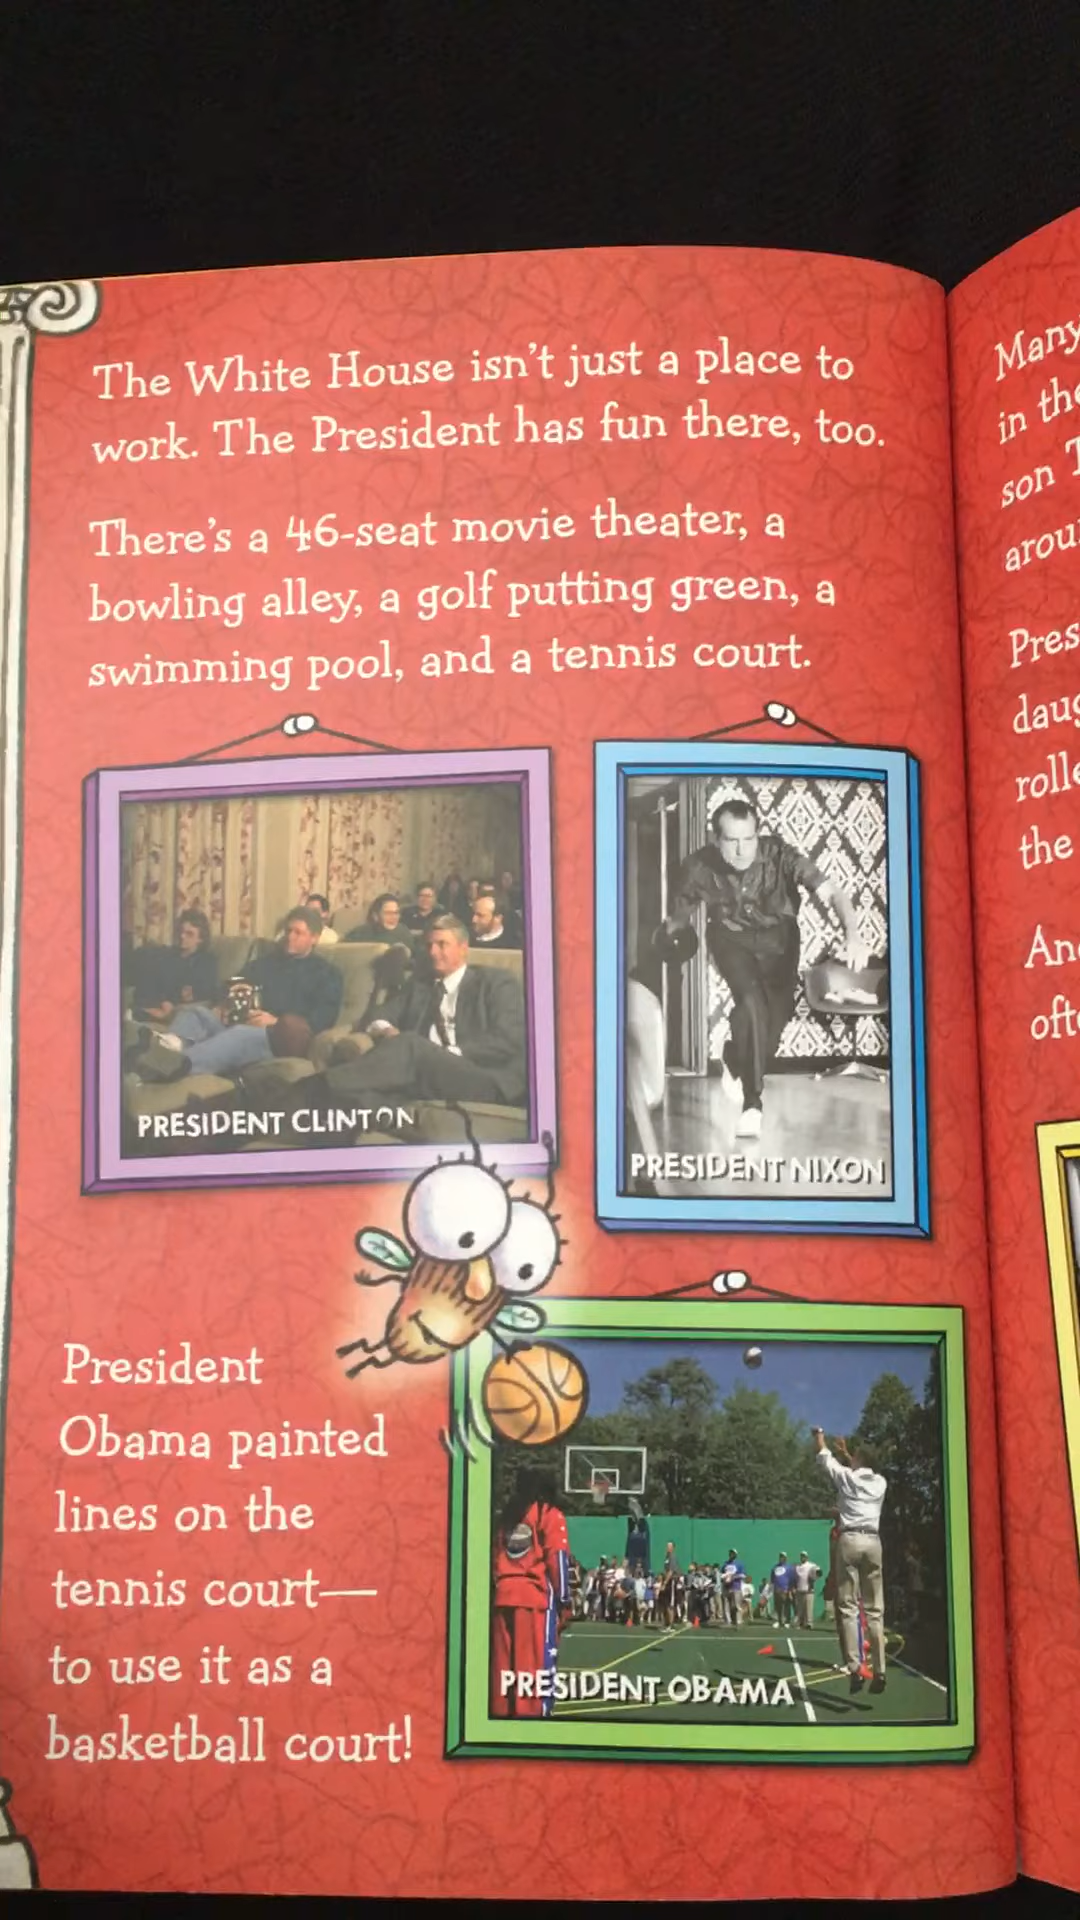 The White House isn't just a place to
work. The President has fun there, too.
There's a 46-seat movie theater, a
bowling alley, a golf putting green, a
swimming pool, and a tennis court.
PRESIDENT CLINTON
PRESIDENT NIXON
President
Obama painted
lines on the
tennis court—
to use it as a
basketball court!
PRESIDENT OBAMA
Many
in the
son
the